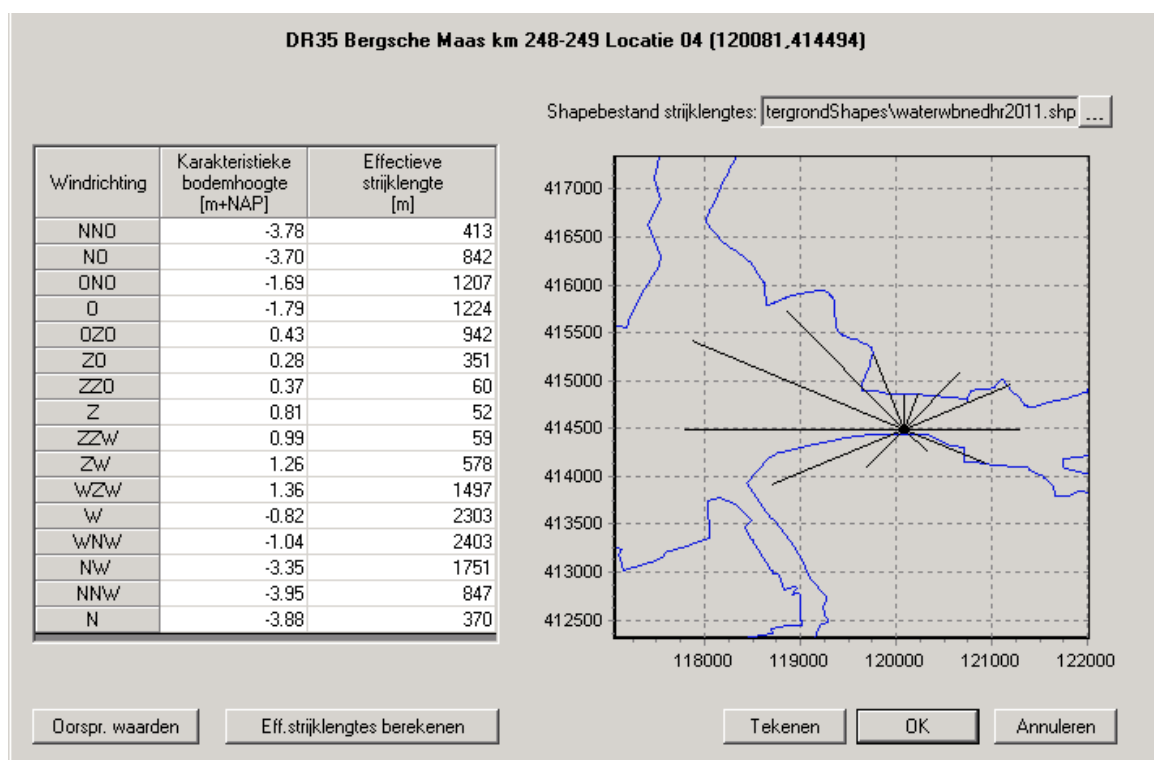 DR35 Bergsche Maas km 248-249 Locatie 04 (120081,414494)
Shapebestand strijklengtes: tergrondShapes\waterwbnedhr2011.shp ...
Windrichting Karakteristieke bodemhoogte [m+NAP] Effectieve strijklengte [m]
NNO -3.78 413
NO -3.70 842
ONO -1.69 1207
O -1.79 1224
OZO 0.43 942
ZO 0.28 351
ZZO 0.37 60
Z 0.81 52
ZZW 0.99 59
ZW 1.26 578
WZW 1.36 1497
W -0.82 2303
WNW -1.04 2403
NW -3.35 1751
NNW -3.95 847
N -3.88 370
417000
416500
416000
415500
415000
414500
414000
413500
413000
412500
118000 119000 120000 121000 122000
Oorspr. waarden Eff.strijklengtes berekenen Tekenen OK Annuleren